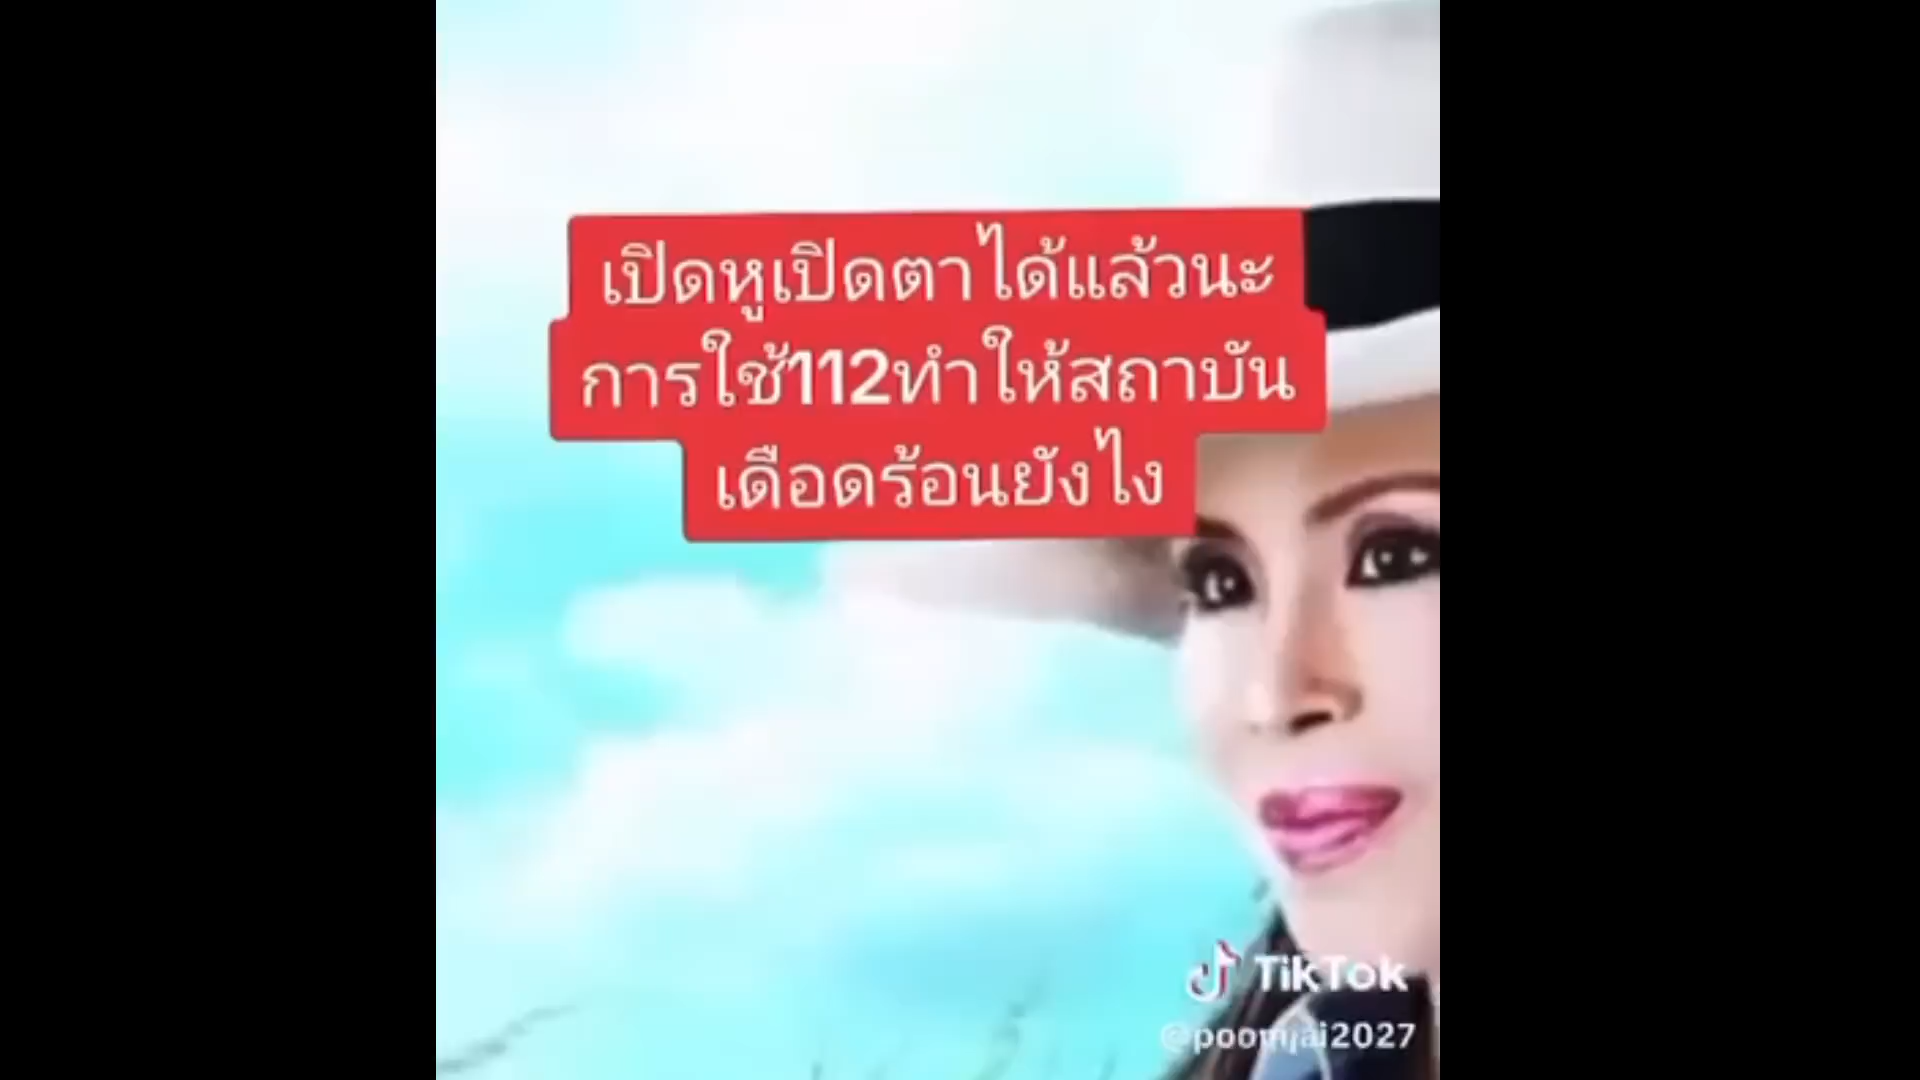 เปิดหูเปิดตาได้แล้วนะ
การใช้112ทำให้สถาบัน
เดือดร้อนยังไง
TikTok
@poomjai2027